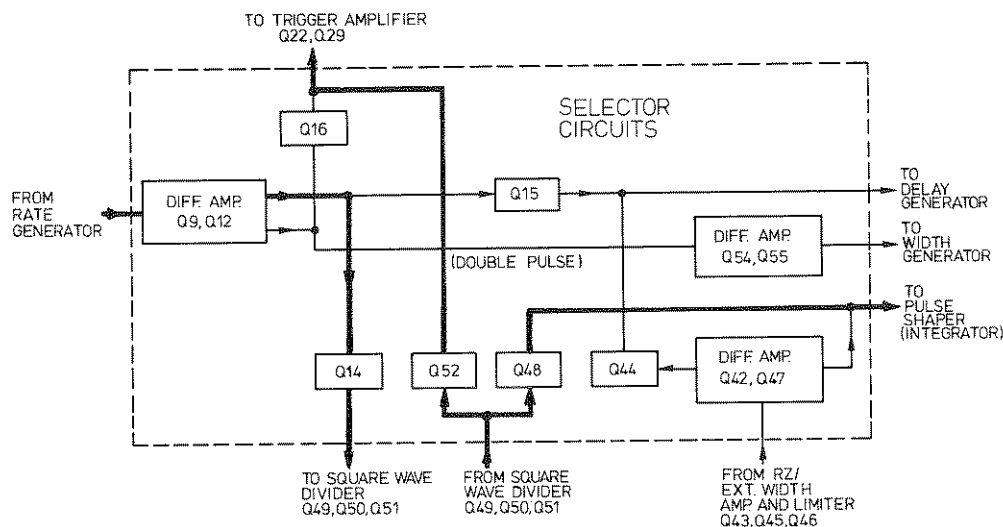 TO TRIGGER AMPLIFIER
Q22,Q29
SELECTOR
CIRCUITS
Q16
FROM
RATE
GENERATOR
DIFF. AMP.
Q9,Q12
Q15
TO
DELAY
GENERATOR
(DOUBLE PULSE)
DIFF. AMP.
Q54,Q55
TO
WIDTH
GENERATOR
TO
PULSE
SHAPER
(INTEGRATOR)
Q14
Q52
Q48
Q44
DIFF. AMP.
Q42, Q47
TO SQUARE WAVE
DIVIDER
Q49,Q50,Q51
FROM SQUARE
WAVE DIVIDER
Q49,Q50,Q51
FROM RZ/
EXT. WIDTH
AMP. AND LIMITER
Q43,Q45,Q46